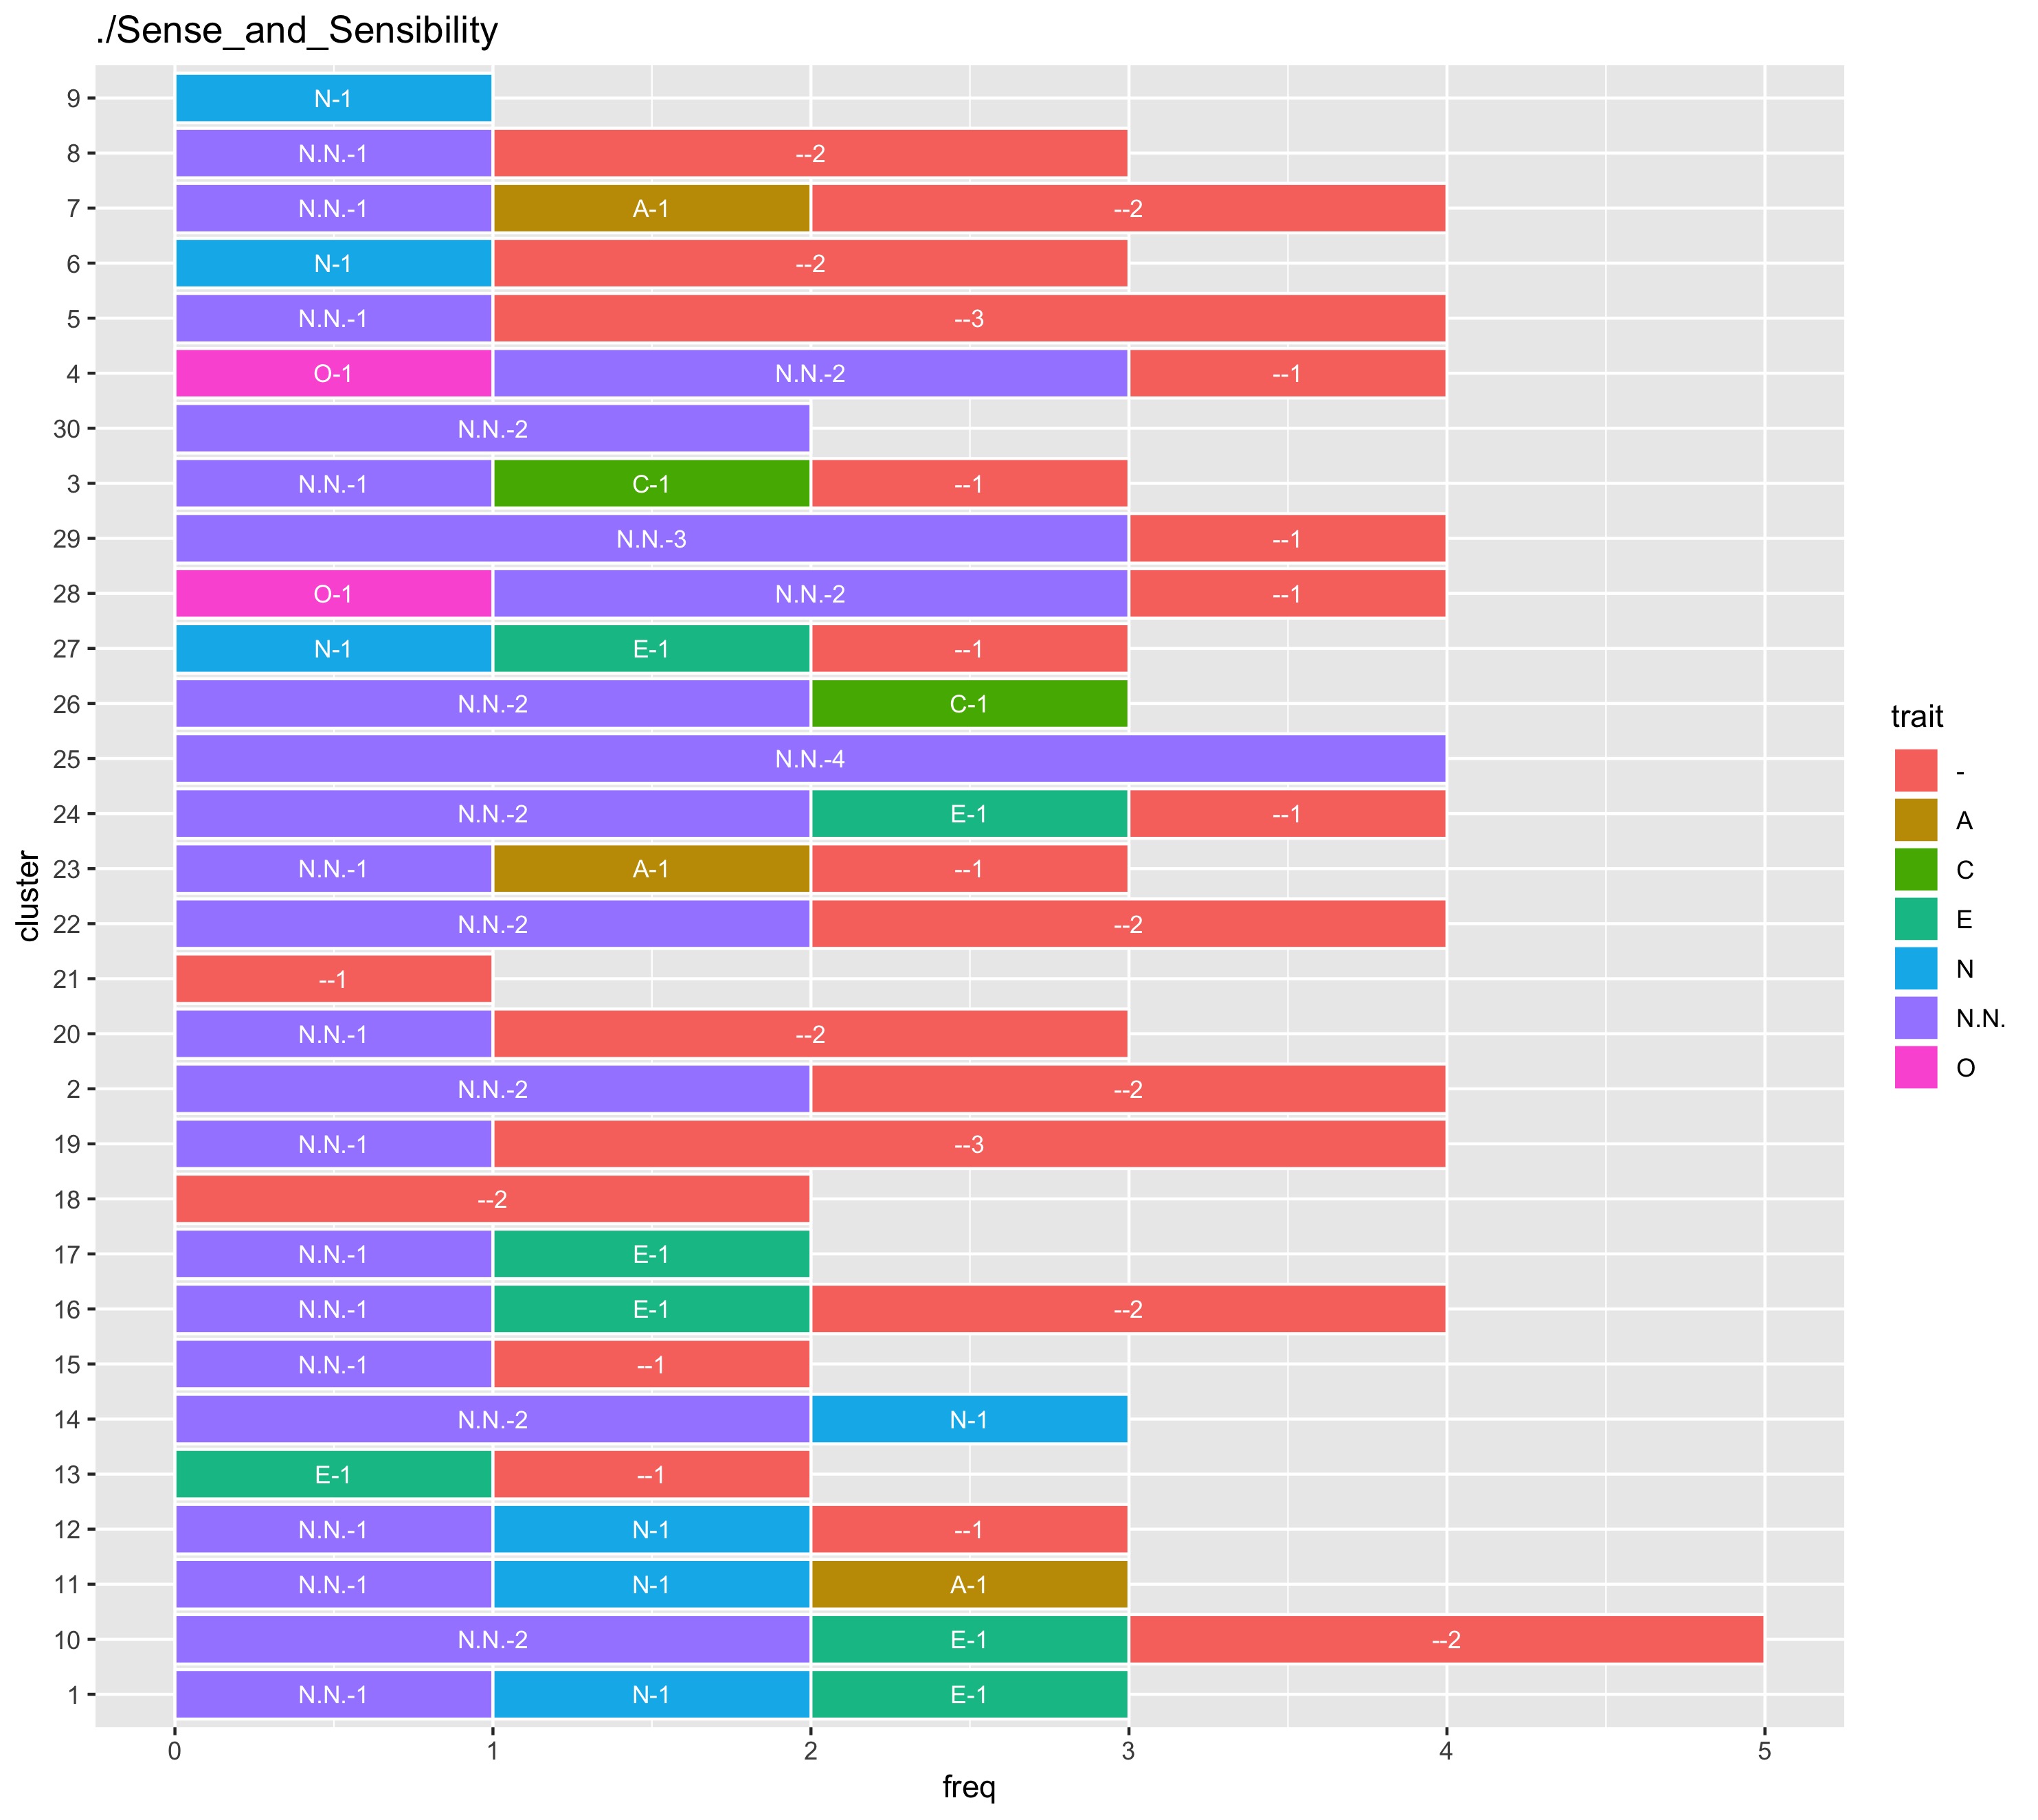 ./Sense_and_Sensibility
9 N-1
8 N.N.-1 --2
7 N.N.-1 A-1 --2
6 N-1 --2
5 N.N.-1 --3
4 O-1 N.N.-2 --1
30 N.N.-2
3 N.N.-1 C-1 --1
29 N.N.-3 --1
28 O-1 N.N.-2 --1
27 N-1 E-1 --1
26 N.N.-2 C-1
25 N.N.-4
24 N.N.-2 E-1 --1
23 N.N.-1 A-1 --1
22 N.N.-2 --2
21 --1
20 N.N.-1 --2
2 N.N.-2 --2
19 N.N.-1 --3
18 --2
17 N.N.-1 E-1
16 N.N.-1 E-1 --2
15 N.N.-1 --1
14 N.N.-2 N-1
13 E-1 --1
12 N.N.-1 N-1 --1
11 N.N.-1 N-1 A-1
10 N.N.-2 E-1 --2
1 N.N.-1 N-1 E-1
0 1 2 3 4 5
freq
cluster
trait
-
A
C
E
N
N.N.
O